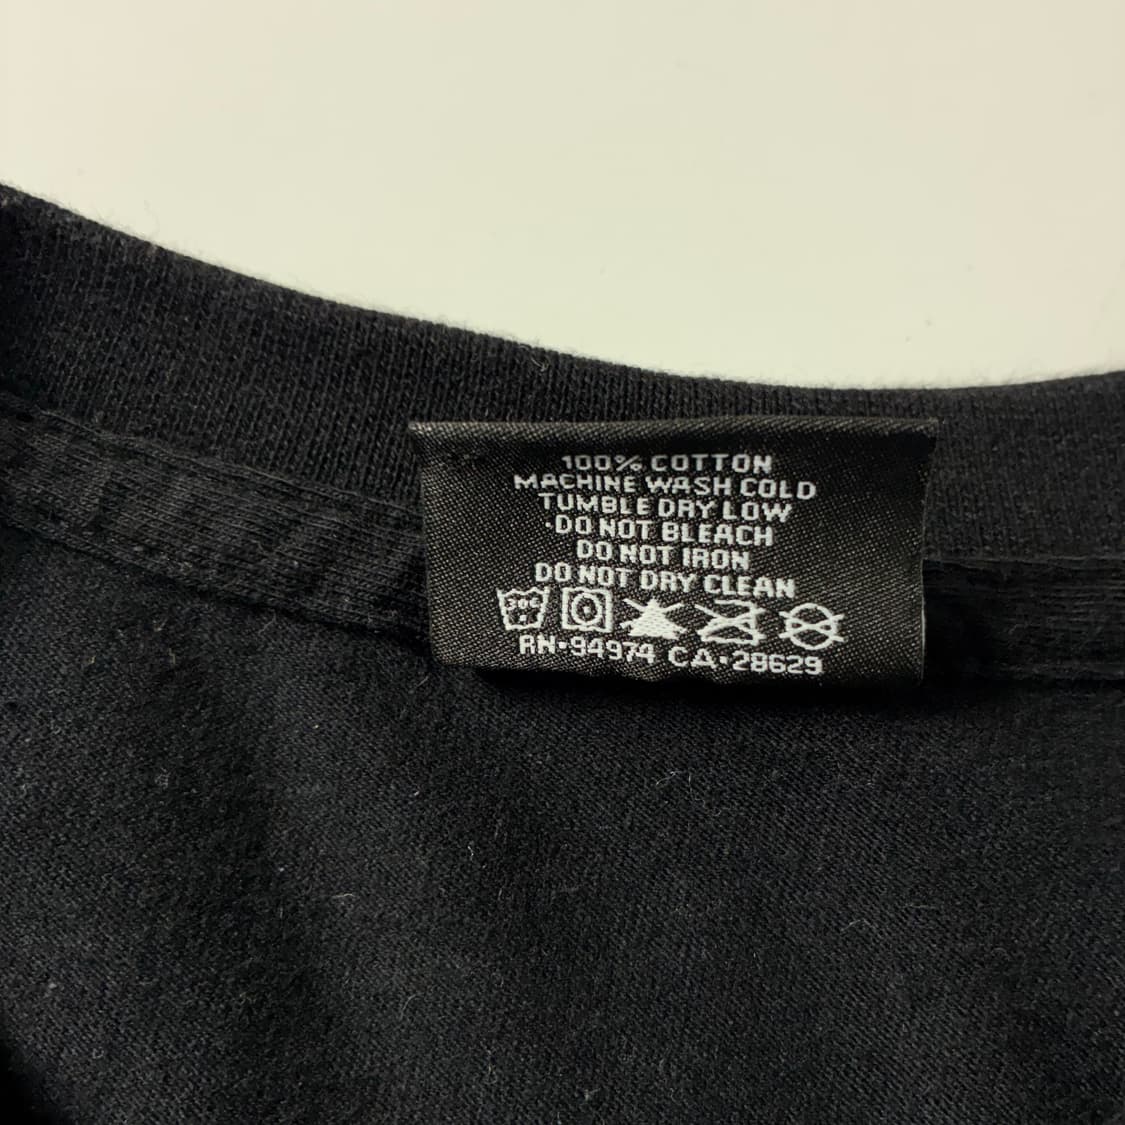 100% COTTON
MACHINE WASH COLD
TUMBLE DRY LOW
DO NOT BLEACH
DO NOT IRON
DO NOT DRY CLEAN
30C
RN•94974 CA•28629